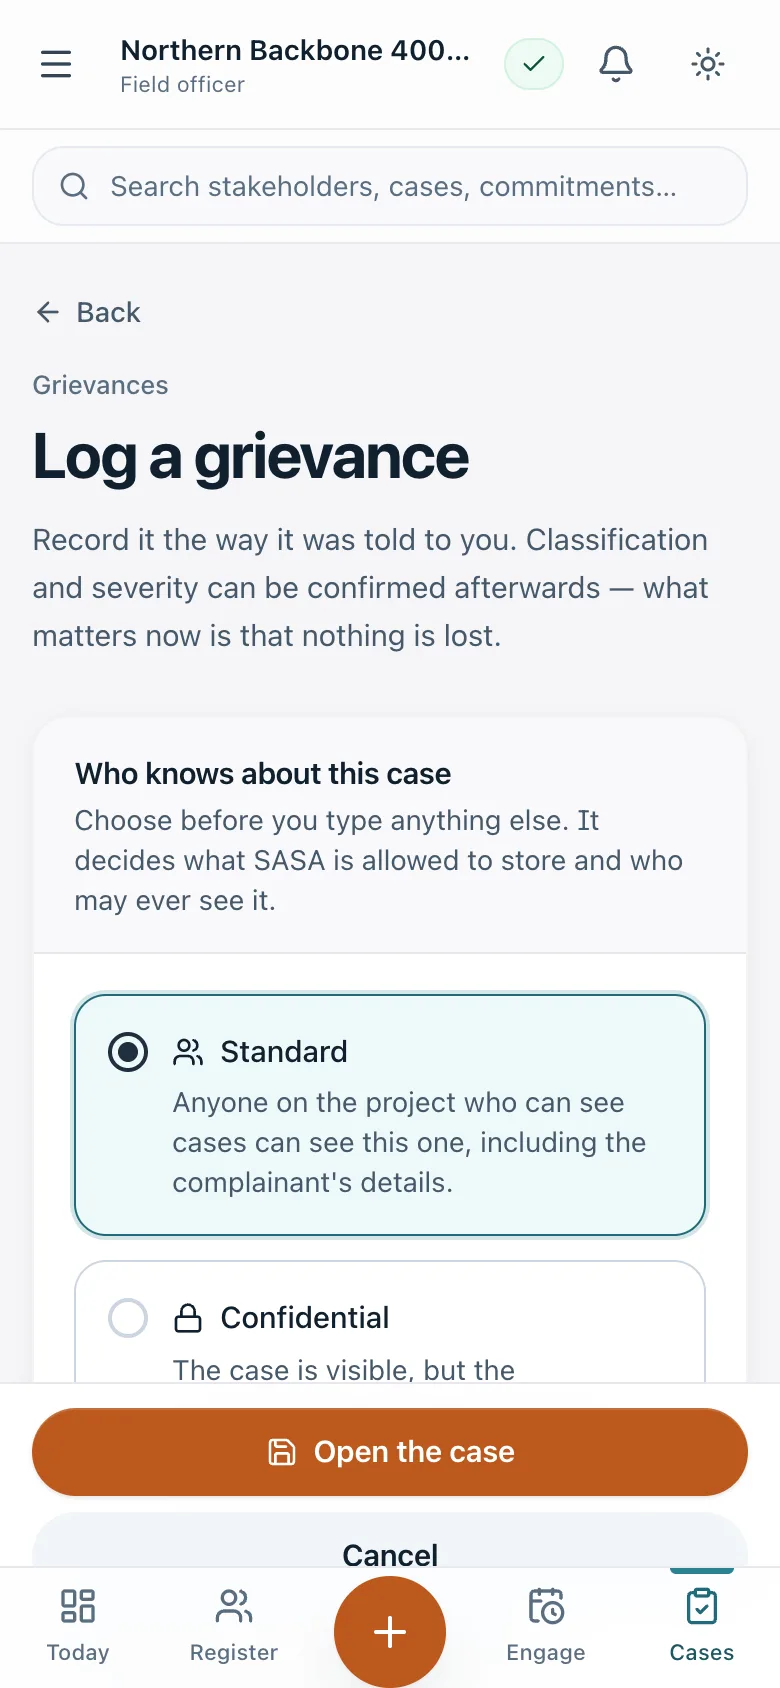 Northern Backbone 400...
Field officer
Search stakeholders, cases, commitments...
Back
Grievances
Log a grievance
Record it the way it was told to you. Classification
and severity can be confirmed afterwards — what
matters now is that nothing is lost.
Who knows about this case
Choose before you type anything else. It
decides what SASA is allowed to store and who
may ever see it.
Standard
Anyone on the project who can see
cases can see this one, including the
complainant's details.
Confidential
The case is visible, but the
Open the case
Cancel
Today
Register
Engage
Cases